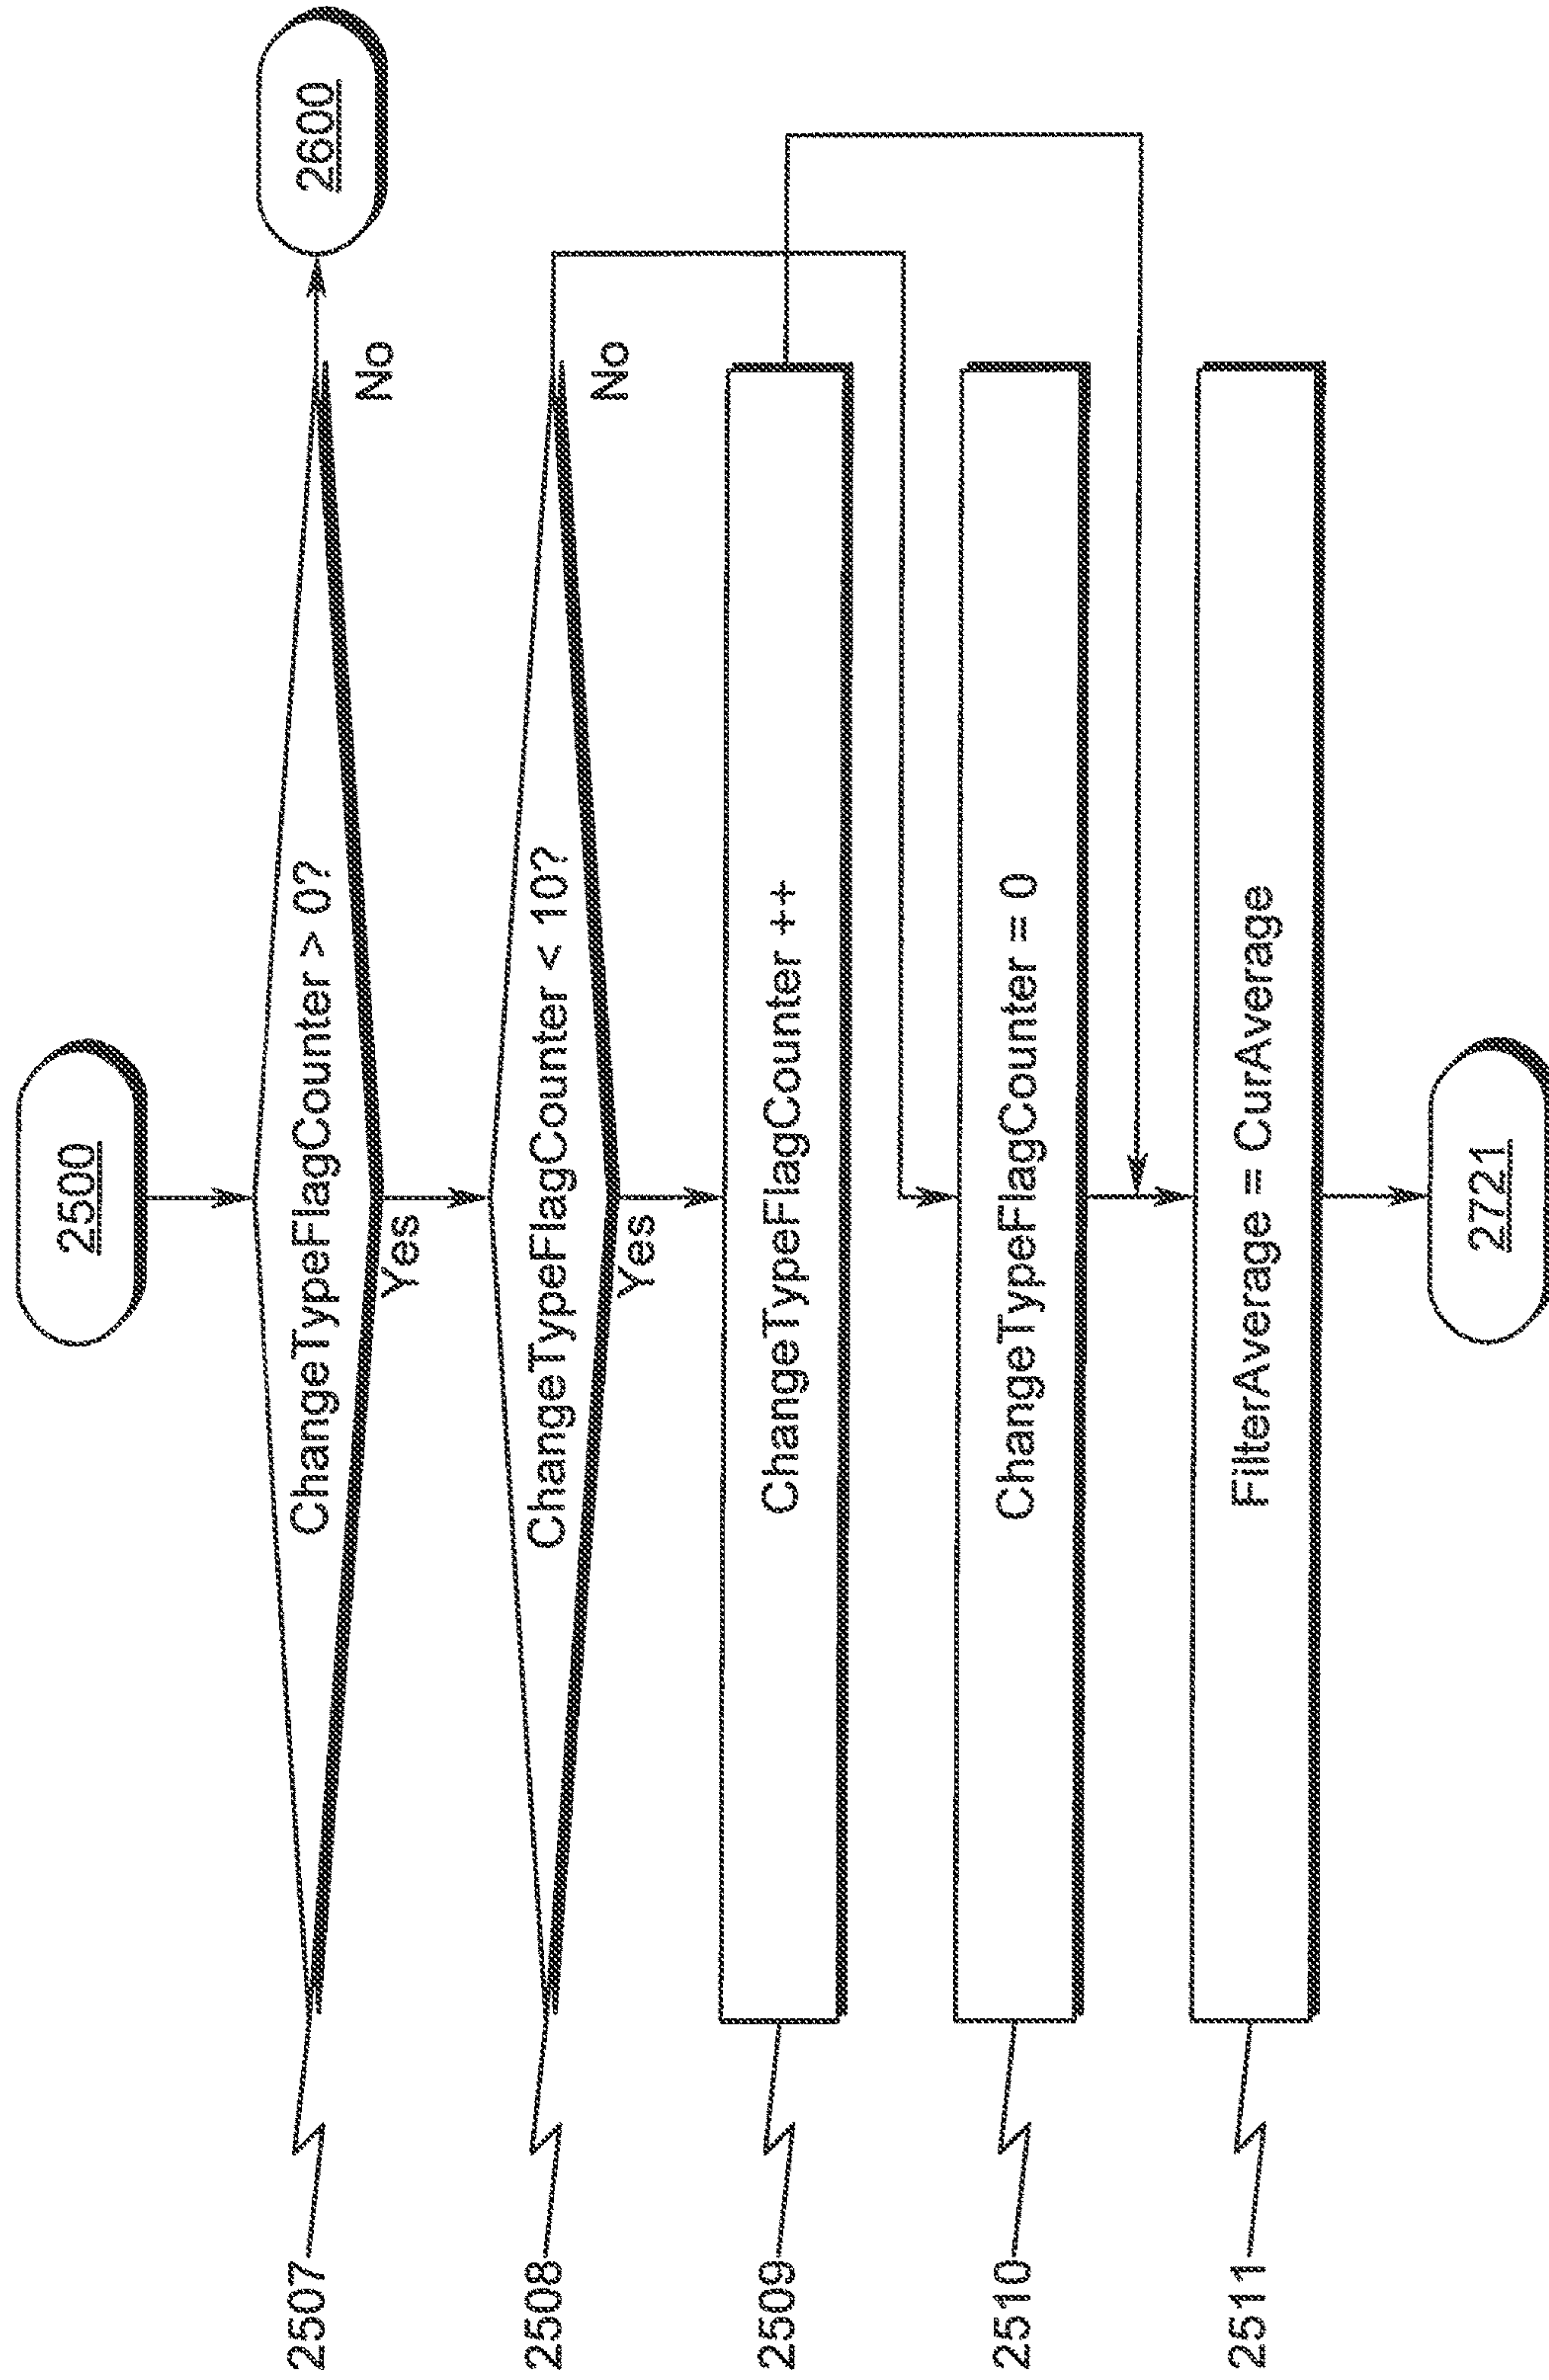 2500
2507
ChangeTypeFlagCounter > 0?
No
2600
Yes
2508
ChangeTypeFlagCounter < 10?
No
Yes
2509
ChangeTypeFlagCounter ++
2510
ChangeTypeFlagCounter = 0
2511
FilterAverage = CurAverage
2721